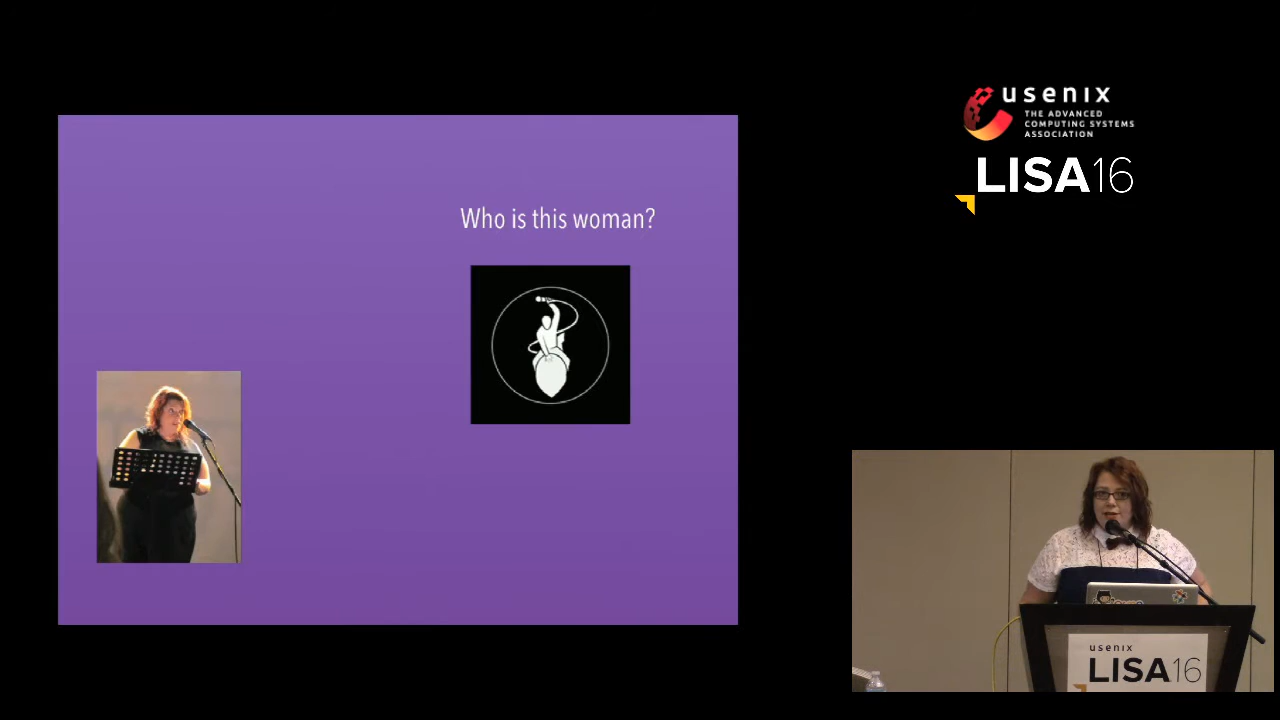 Who is this woman?
usenix
THE ADVANCED
COMPUTING SYSTEMS
ASSOCIATION
LISA16
usenix
LISA16